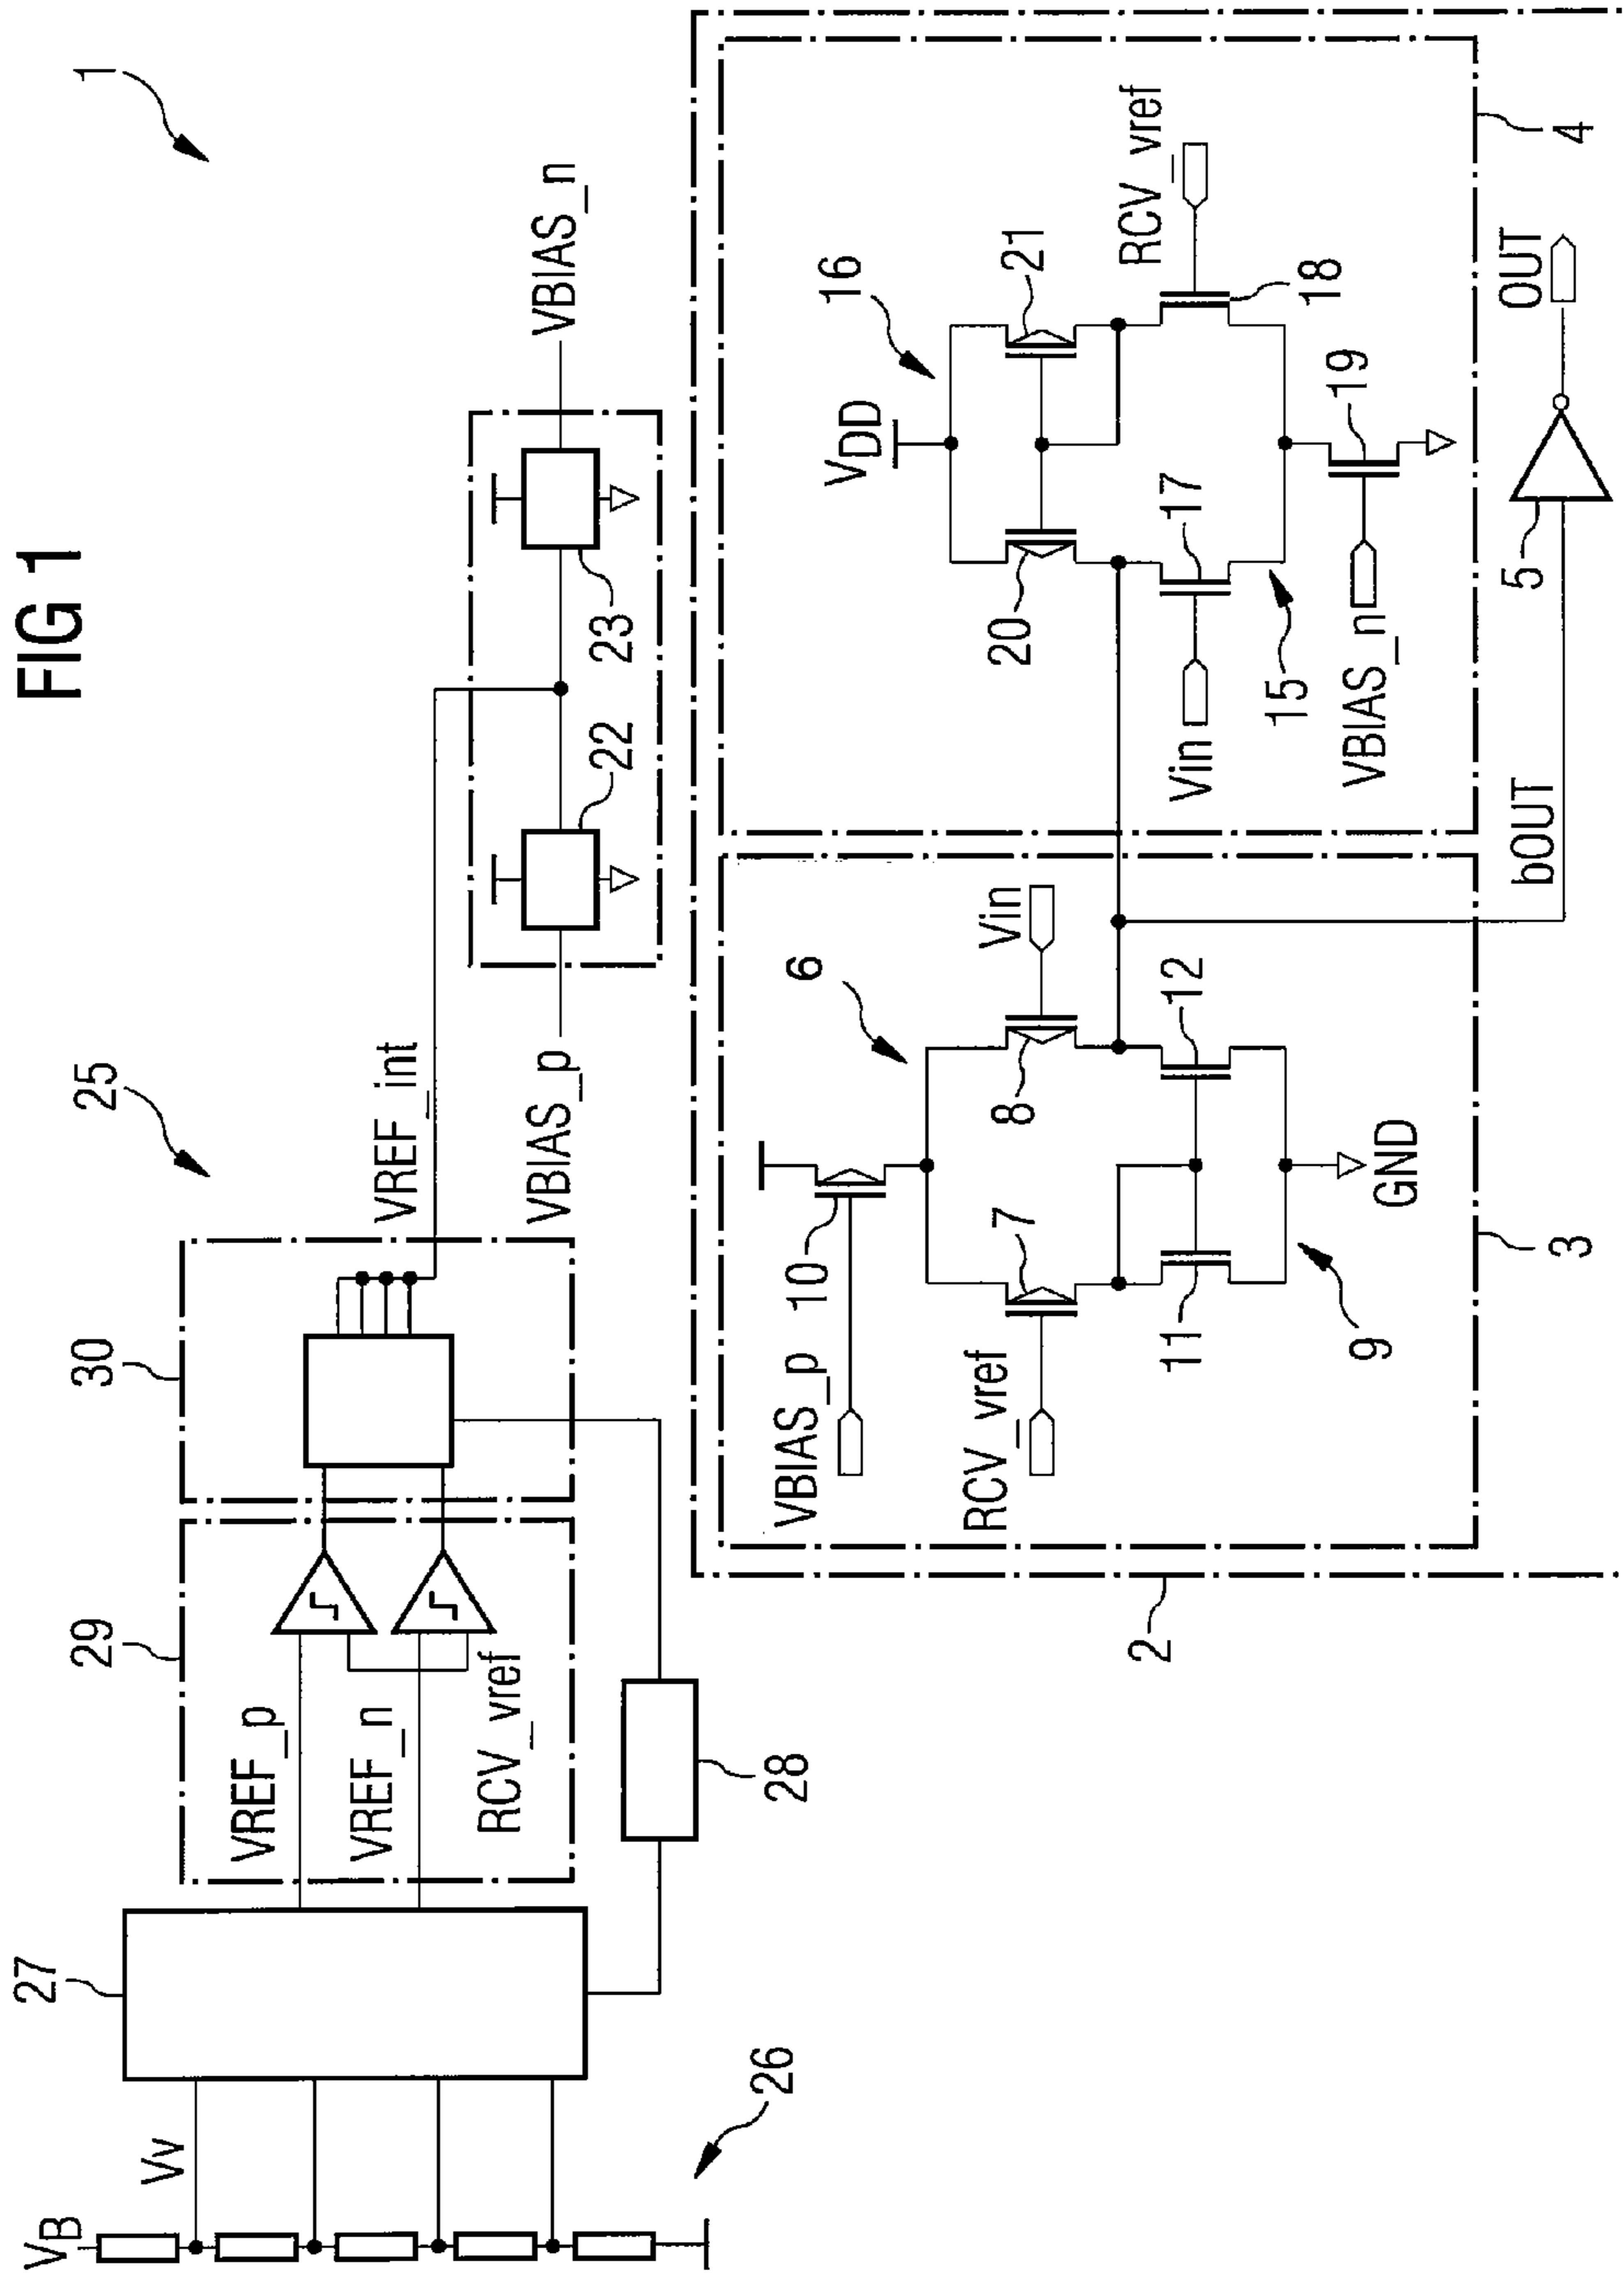 FIG 1
1
25
VB
Vv
26
27
28
29
VREF_p
VREF_n
RCV_vref
30
VREF_int
VBIAS_p
22
23
VBIAS_n
2
3
VBIAS_p
10
6
RCV_vref
7
8
Vin
11
12
9
GND
4
VDD
16
20
21
Vin
17
18
RCV_vref
15
VBIAS_n
19
bOUT
5
OUT